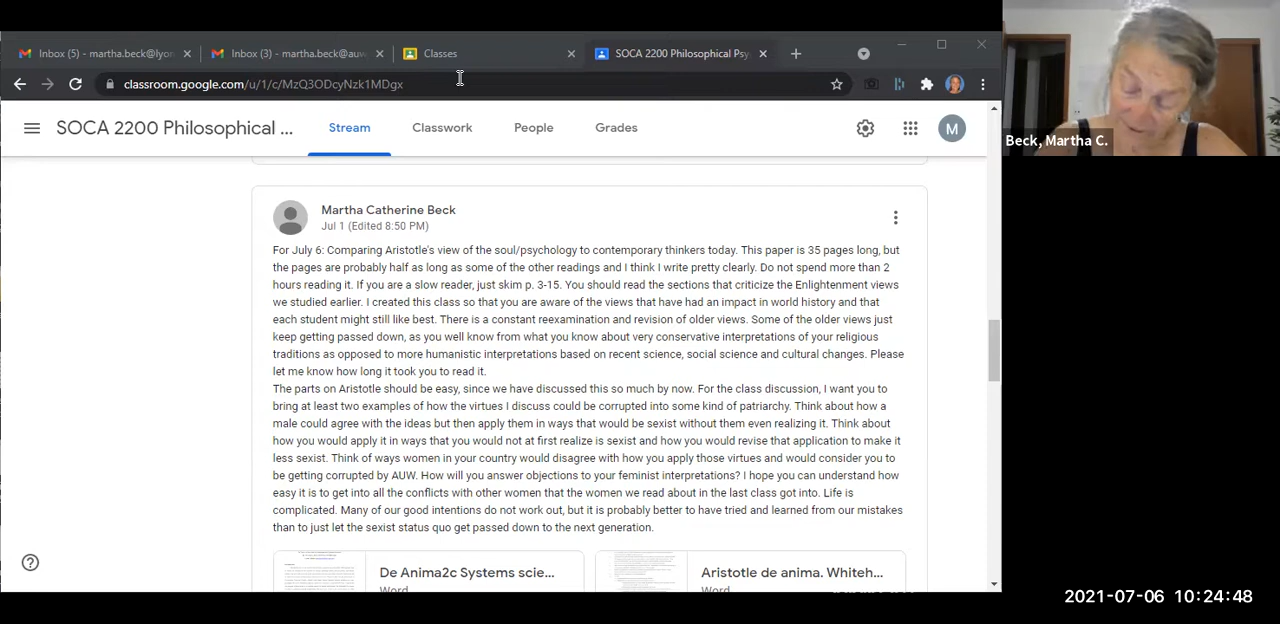 Inbox (5) - martha.beck@lyon
Inbox (3) - martha.beck@auw
Classes
SOCA 2200 Philosophical Psy
classroom.google.com/u/1/c/MzQ3ODcyNzk1MDgx
SOCA 2200 Philosophical ...
Stream
Classwork
People
Grades
M
Beck, Martha C.
Martha Catherine Beck
Jul 1 (Edited 8:50 PM)
For July 6: Comparing Aristotle's view of the soul/psychology to contemporary thinkers today. This paper is 35 pages long, but
the pages are probably half as long as some of the other readings and I think I write pretty clearly. Do not spend more than 2
hours reading it. If you are a slow reader, just skim p. 3-15. You should read the sections that criticize the Enlightenment views
we studied earlier. I created this class so that you are aware of the views that have had an impact in world history and that
each student might still like best. There is a constant reexamination and revision of older views. Some of the older views just
keep getting passed down, as you well know from what you know about very conservative interpretations of your religious
traditions as opposed to more humanistic interpretations based on recent science, social science and cultural changes. Please
let me know how long it took you to read it.
The parts on Aristotle should be easy, since we have discussed this so much by now. For the class discussion, I want you to
bring at least two examples of how the virtues I discuss could be corrupted into some kind of patriarchy. Think about how a
male could agree with the ideas but then apply them in ways that would be sexist without them even realizing it. Think about
how you would apply it in ways that you would not at first realize is sexist and how you would revise that application to make it
less sexist. Think of ways women in your country would disagree with how you apply those virtues and would consider you to
be getting corrupted by AUW. How will you answer objections to your feminist interpretations? I hope you can understand how
easy it is to get into all the conflicts with other women that the women we read about in the last class got into. Life is
complicated. Many of our good intentions do not work out, but it is probably better to have tried and learned from our mistakes
than to just let the sexist status quo get passed down to the next generation.
De Anima2c Systems scie...
Word
Aristotle de anima. Whiteh...
Word
2021-07-06 10:24:48